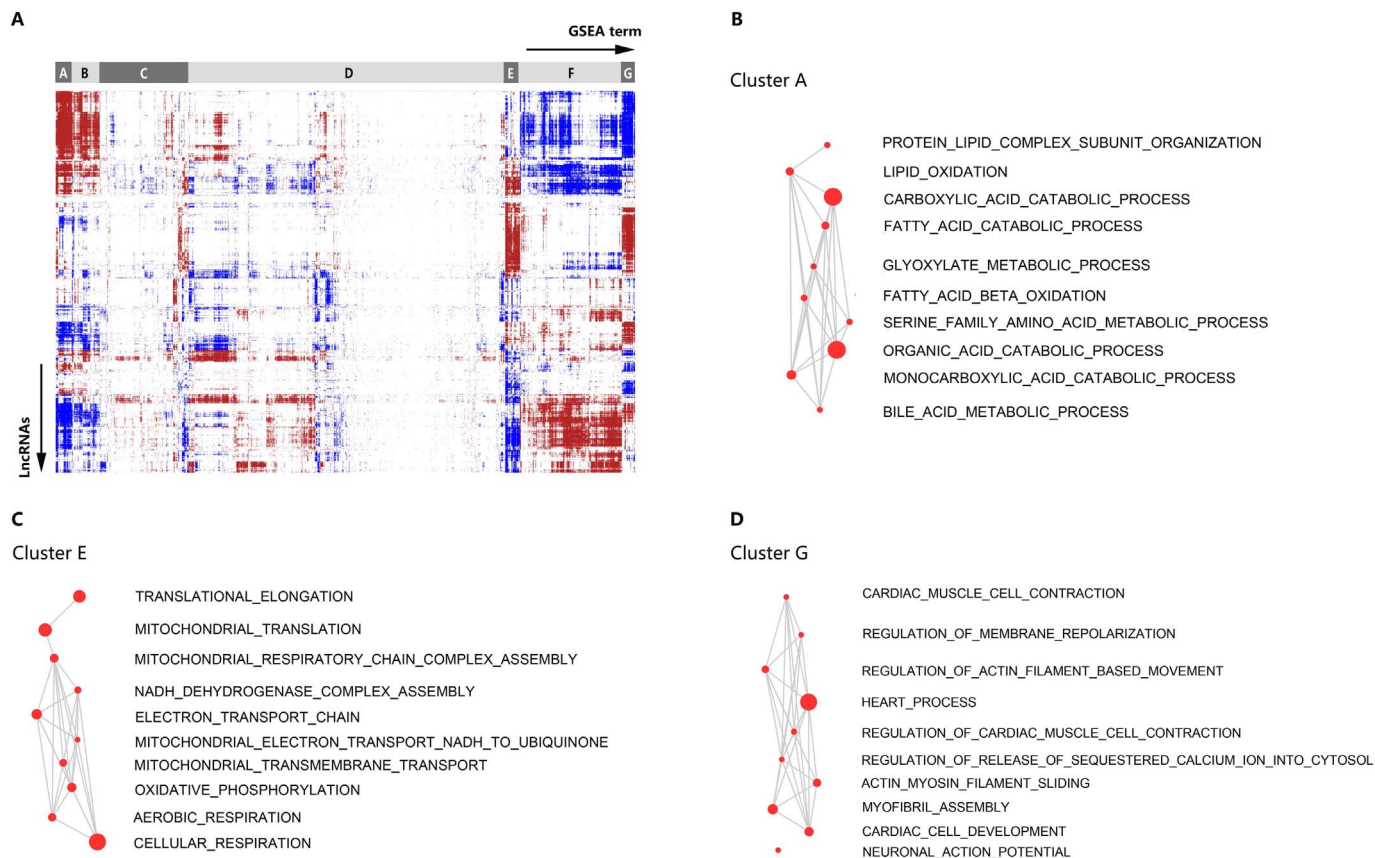 A
GSEA term
A B C D E F G
LncRNAs
B
Cluster A
PROTEIN_LIPID_COMPLEX_SUBUNIT_ORGANIZATION
LIPID_OXIDATION
CARBOXYLIC_ACID_CATABOLIC_PROCESS
FATTY_ACID_CATABOLIC_PROCESS
GLYOXYLATE_METABOLIC_PROCESS
FATTY_ACID_BETA_OXIDATION
SERINE_FAMILY_AMINO_ACID_METABOLIC_PROCESS
ORGANIC_ACID_CATABOLIC_PROCESS
MONOCARBOXYLIC_ACID_CATABOLIC_PROCESS
BILE_ACID_METABOLIC_PROCESS
C
Cluster E
TRANSLATIONAL_ELONGATION
MITOCHONDRIAL_TRANSLATION
MITOCHONDRIAL_RESPIRATORY_CHAIN_COMPLEX_ASSEMBLY
NADH_DEHYDROGENASE_COMPLEX_ASSEMBLY
ELECTRON_TRANSPORT_CHAIN
MITOCHONDRIAL_ELECTRON_TRANSPORT_NADH_TO_UBIQUINONE
MITOCHONDRIAL_TRANSMEMBRANE_TRANSPORT
OXIDATIVE_PHOSPHORYLATION
AEROBIC_RESPIRATION
CELLULAR_RESPIRATION
D
Cluster G
CARDIAC_MUSCLE_CELL_CONTRACTION
REGULATION_OF_MEMBRANE_REPOLARIZATION
REGULATION_OF_ACTIN_FILAMENT_BASED_MOVEMENT
HEART_PROCESS
REGULATION_OF_CARDIAC_MUSCLE_CELL_CONTRACTION
REGULATION_OF_RELEASE_OF_SEQUESTERED_CALCIUM_ION_INTO_CYTOSOL
ACTIN_MYOSIN_FILAMENT_SLIDING
MYOFIBRIL_ASSEMBLY
CARDIAC_CELL_DEVELOPMENT
NEURONAL_ACTION_POTENTIAL